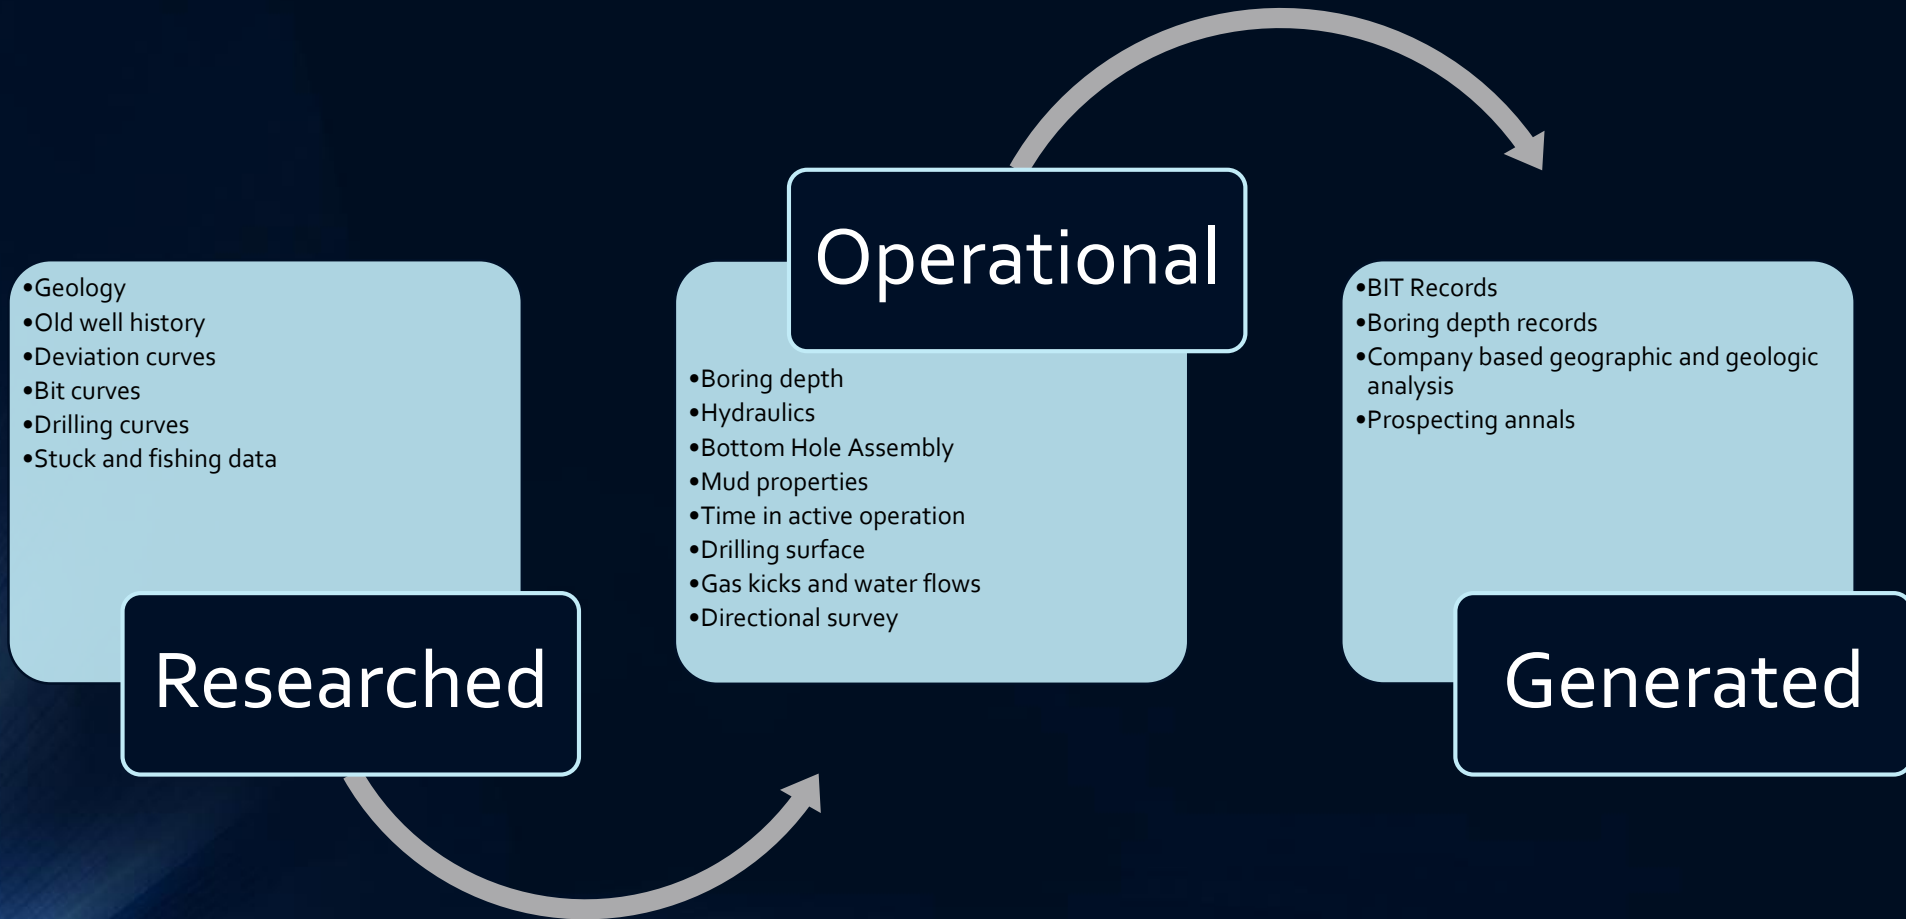 •Geology
•Old well history
•Deviation curves
•Bit curves
•Drilling curves
•Stuck and fishing data
Researched
Operational
•Boring depth
•Hydraulics
•Bottom Hole Assembly
•Mud properties
•Time in active operation
•Drilling surface
•Gas kicks and water flows
•Directional survey
•BIT Records
•Boring depth records
•Company based geographic and geologic
analysis
•Prospecting annals
Generated